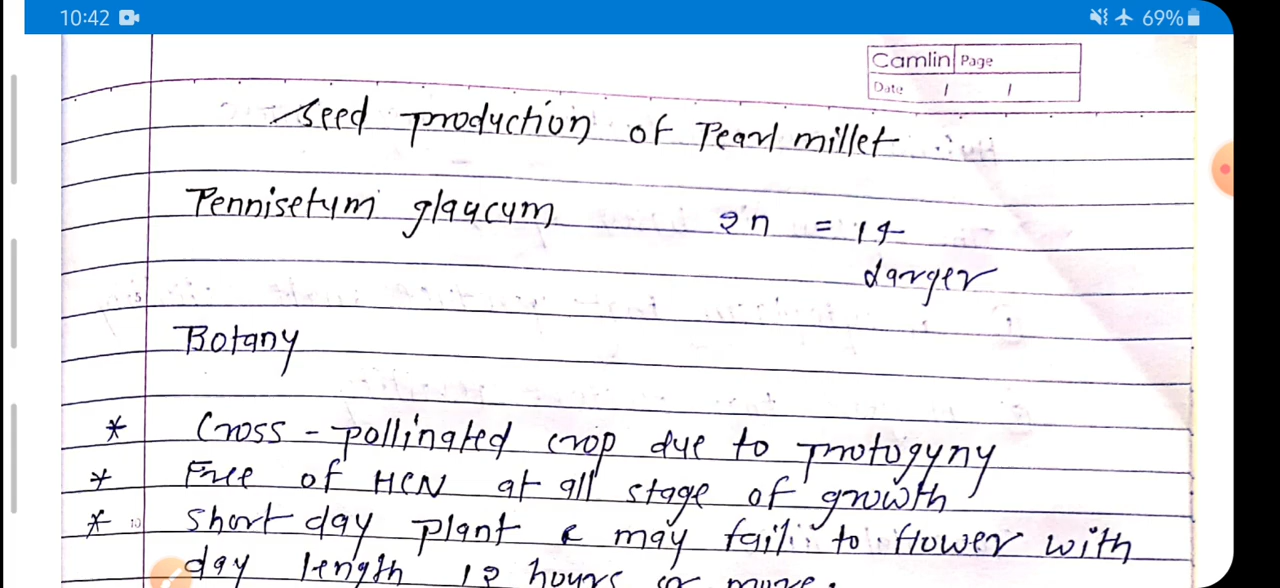 10:42 69%
Camlin Page
Date / /
Seed production of Pearl millet
Pennisetum glaucum 2n = 14
larger
Botany
* Cross - pollinated crop due to protogyny
* Free of HCN at all stage of growth
* Short day plant & may fail to flower with
day length 12 hours or more.